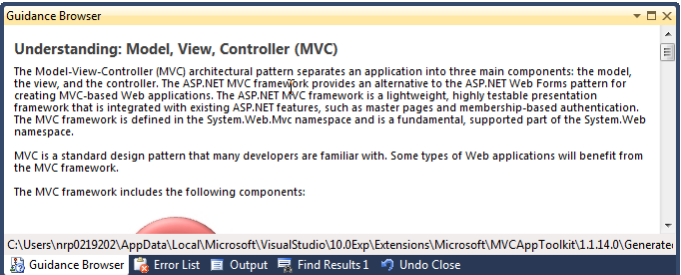 Guidance Browser
Understanding: Model, View, Controller (MVC)
The Model-View-Controller (MVC) architectural pattern separates an application into three main components: the model,
the view, and the controller. The ASP.NET MVC framework provides an alternative to the ASP.NET Web Forms pattern for
creating MVC-based Web applications. The ASP.NET MVC framework is a lightweight, highly testable presentation
framework that is integrated with existing ASP.NET features, such as master pages and membership-based authentication.
The MVC framework is defined in the System.Web.Mvc namespace and is a fundamental, supported part of the System.Web
namespace.
MVC is a standard design pattern that many developers are familiar with. Some types of Web applications will benefit from
the MVC framework.
The MVC framework includes the following components:
C:\Users\nrp0219202\AppData\Local\Microsoft\VisualStudio\10.0Exp\Extensions\Microsoft\MVCAppToolkit\1.1.14.0\Generate
Guidance Browser Error List Output Find Results 1 Undo Close